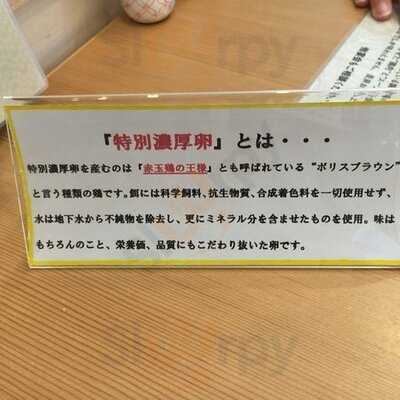 『特別濃厚卵』とは・・・
特別濃厚卵を産むのは『赤玉鶏の王様』とも呼ばれている“ボリスブラウン”
と言う種類の鶏です。餌には科学飼料、抗生物質、合成着色料を一切使用せず、
水は地下水から不純物を除去し、更にミネラル分を含ませたものを使用。味は
もちろんのこと、栄養価、品質にもこだわり抜いた卵です。